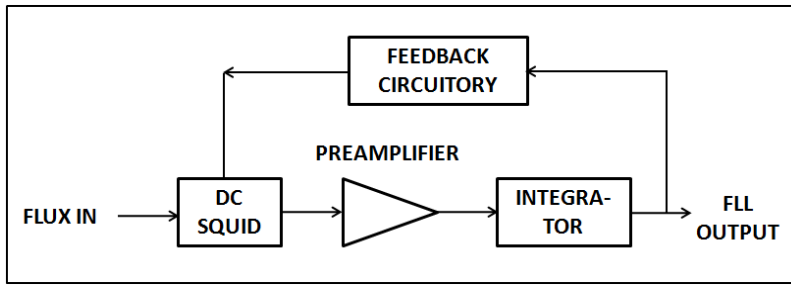 FEEDBACK
CIRCUITORY
PREAMPLIFIER
FLUX IN
DC
SQUID
INTEGRA-
TOR
FLL
OUTPUT